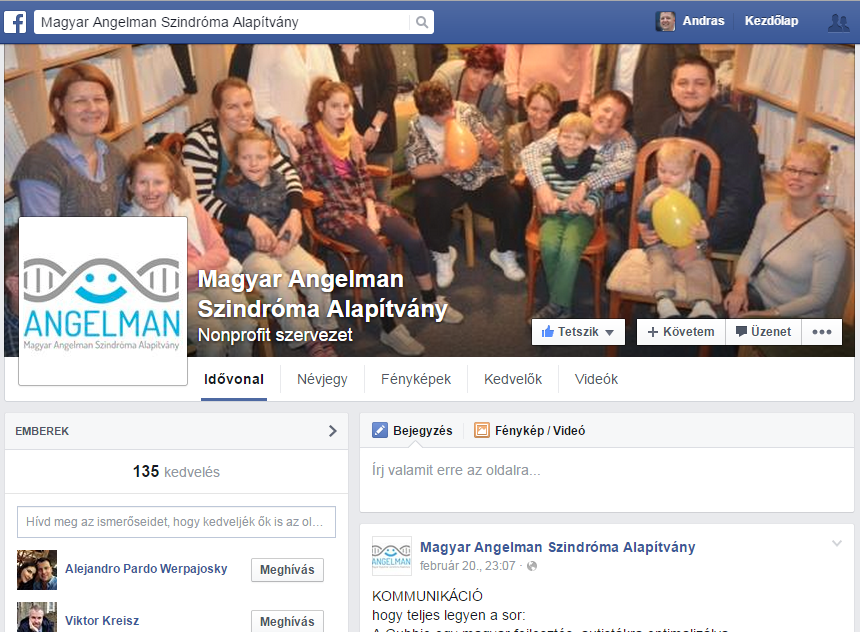 Magyar Angelman Szindróma Alapítvány
Andras
Kezdőlap
ANGELMAN
Magyar Angelman Szindróma Alapítvány
Magyar Angelman
Szindróma Alapítvány
Nonprofit szervezet
Tetszik
+ Követem
Üzenet
•••
Idővonal
Névjegy
Fényképek
Kedvelők
Videók
EMBEREK
135 kedvelés
Hívd meg az ismerőseidet, hogy kedveljék ők is az ol...
Alejandro Pardo Werpajosky
Meghívás
Viktor Kreisz
Meghívás
Bejegyzés
Fénykép / Videó
Írj valamit erre az oldalra...
ANGELMAN
Magyar Angelman Szindróma Alapítvány
február 20., 23:07 ·
KOMMUNIKÁCIÓ
hogy teljes legyen a sor: